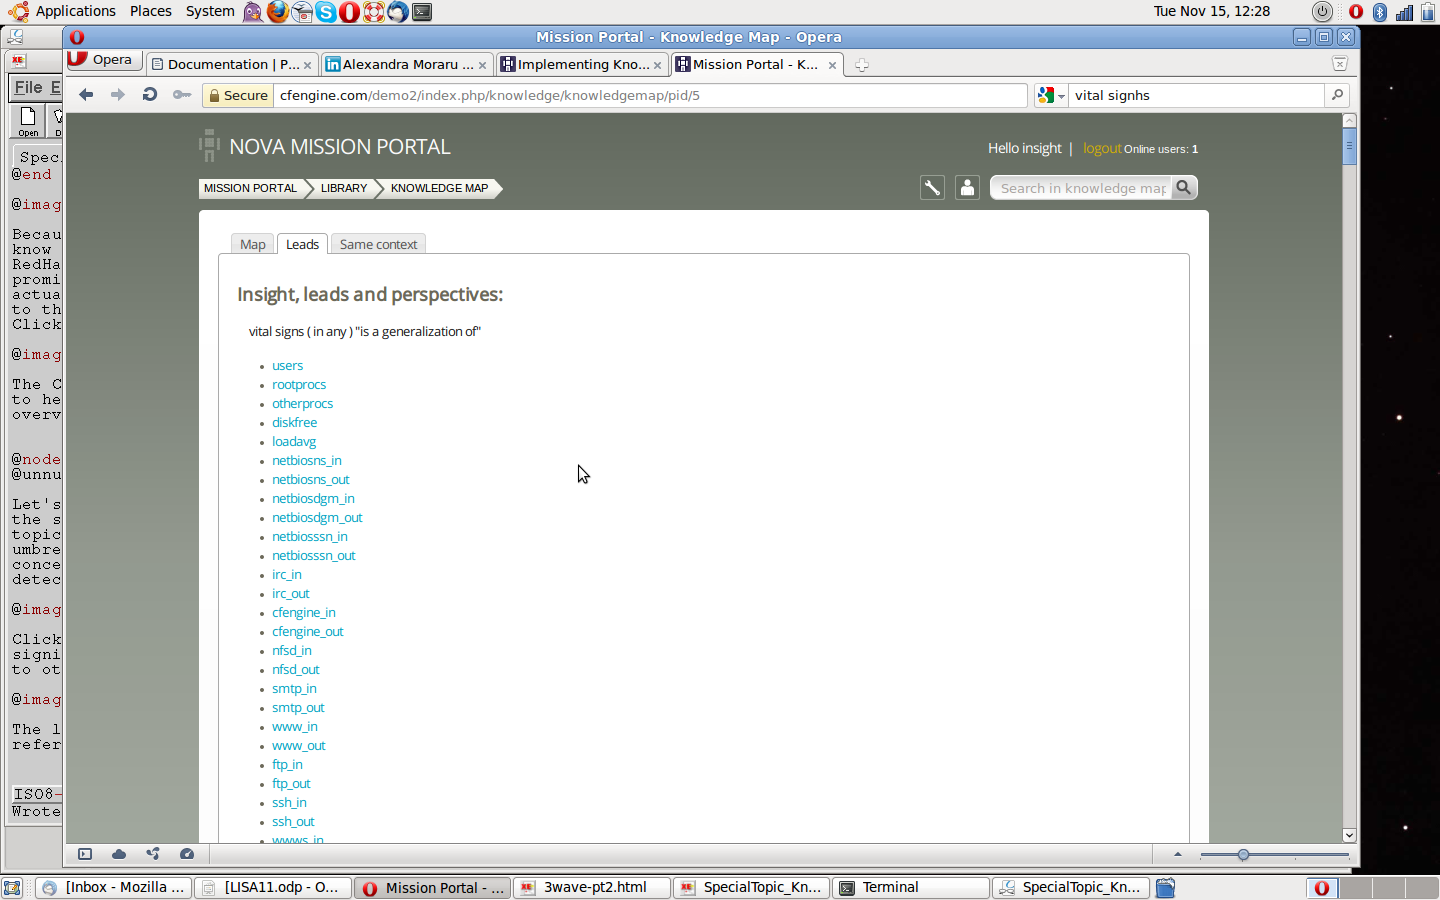 Applications Places System
Tue Nov 15, 12:28
Mission Portal - Knowledge Map - Opera
Opera
Documentation | P...
Alexandra Moraru ...
Implementing Kno...
Mission Portal - K...
Secure
cfengine.com/demo2/index.php/knowledge/knowledgemap/pid/5
vital signhs
File E
Open
NOVA MISSION PORTAL
Hello insight | logout Online users: 1
MISSION PORTAL
LIBRARY
KNOWLEDGE MAP
Search in knowledge map
Map
Leads
Same context
Insight, leads and perspectives:
vital signs ( in any ) "is a generalization of"
users
rootprocs
otherprocs
diskfree
loadavg
netbiosns_in
netbiosns_out
netbiosdgm_in
netbiosdgm_out
netbiosssn_in
netbiosssn_out
irc_in
irc_out
cfengine_in
cfengine_out
nfsd_in
nfsd_out
smtp_in
smtp_out
www_in
www_out
ftp_in
ftp_out
ssh_in
ssh_out
wwws_in
Spec
@end
@imag
Becau
know
RedHa
promi
actua
to th
Click
@imag
The C
to he
overv
@node
@unnu
Let's
the s
topic
umbre
conce
detec
@imag
Click
signi
to ot
@imag
The l
refer
ISO8-
Wrote
[Inbox - Mozilla ...
[LISA11.odp - O...
Mission Portal - ...
3wave-pt2.html
SpecialTopic_Kn...
Terminal
SpecialTopic_Kn...